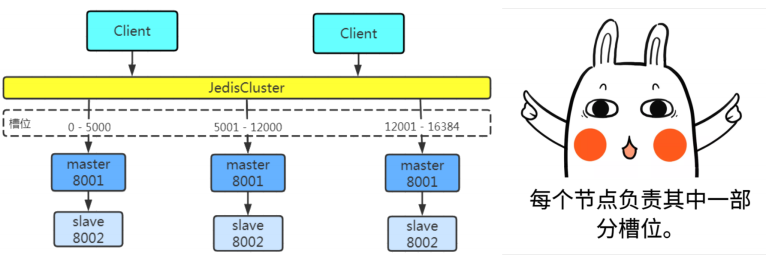 Client
Client
JedisCluster
槽位
0 - 5000
5001 - 12000
12001 - 16384
master
8001
master
8001
master
8001
slave
8002
slave
8002
slave
8002
每个节点负责其中一部
分槽位。